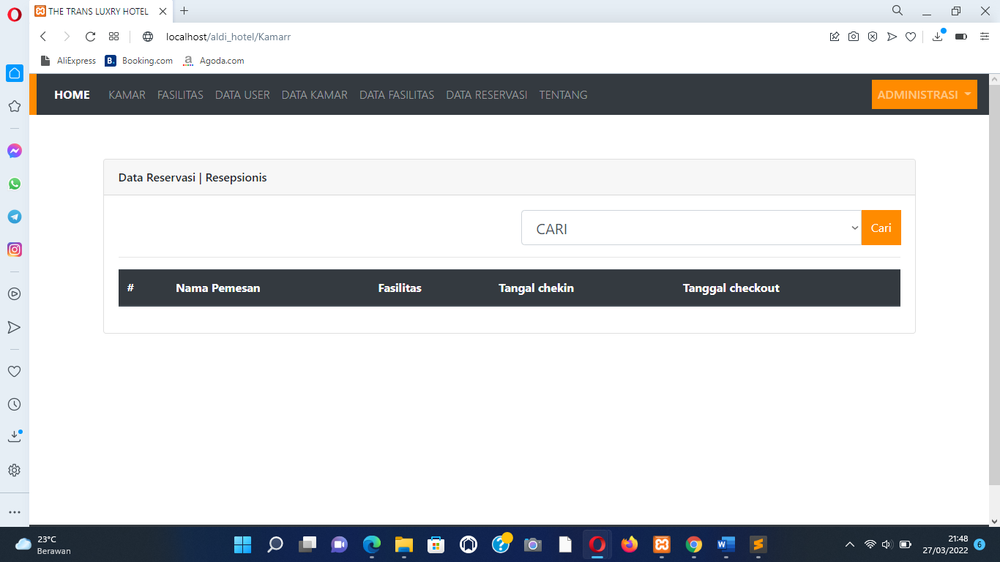 THE TRANS LUXRY HOTEL
localhost/aldi_hotel/Kamarr
AliExpress B. Booking.com a Agoda.com
HOME KAMAR FASILITAS DATA USER DATA KAMAR DATA FASILITAS DATA RESERVASI TENTANG ADMINISTRASI
Data Reservasi | Resepsionis
CARI Cari
# Nama Pemesan Fasilitas Tangal chekin Tanggal checkout
23°C
Berawan
21:48
27/03/2022 6